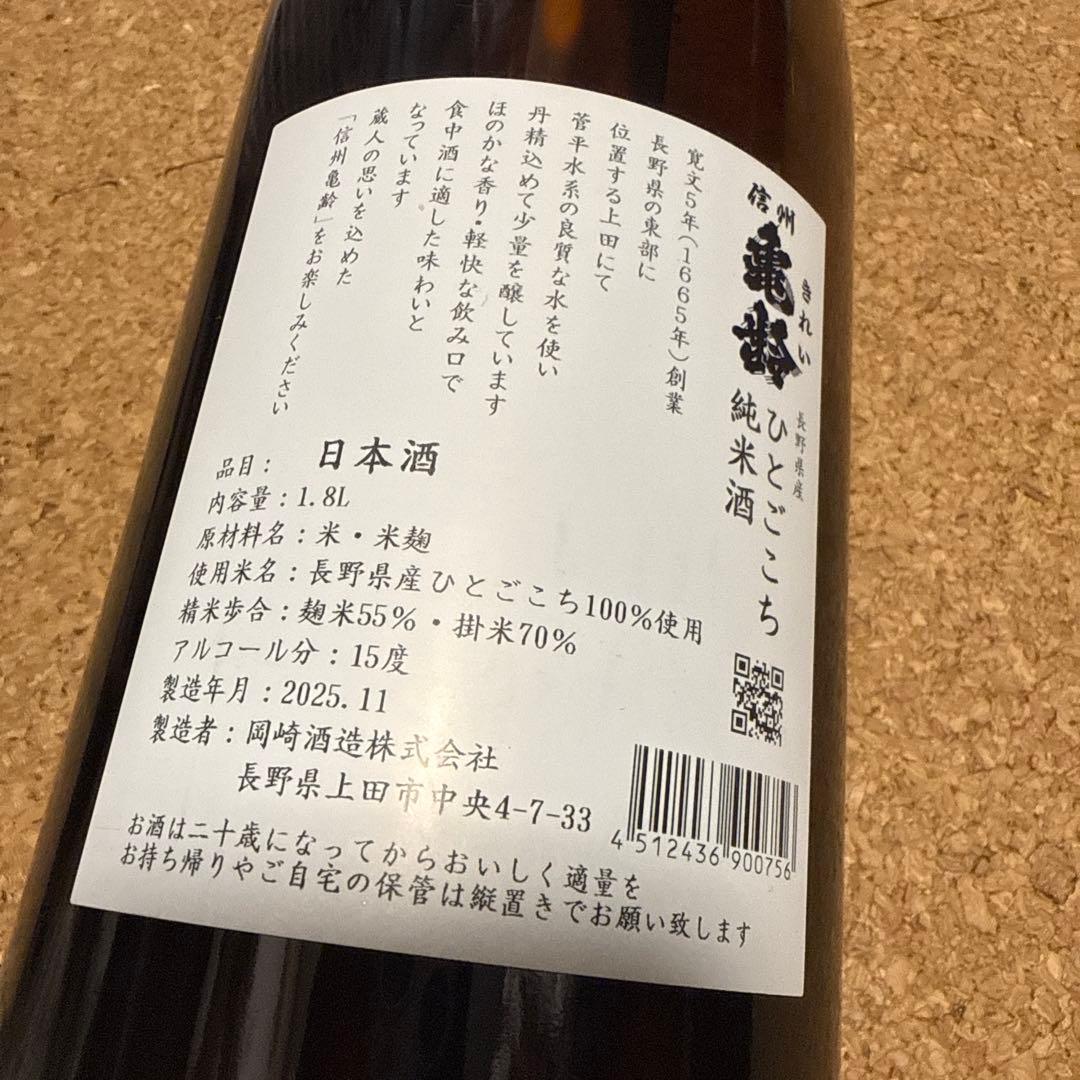 信州
亀齢
きれい
長野県産
ひとごこち
純米酒
寛文5年(1665年)創業
長野県の東部に
位置する上田にて
菅平水系の良質な水を使い
丹精込めて少量を醸しています
ほのかな香り・軽快な飲み口で
食中酒に適した味わいと
なっています
蔵人の思いを込めた
「信州亀齢」をお楽しみください
品目: 日本酒
内容量:1.8L
原材料名:米・米麹
使用米名:長野県産ひとごこち100%使用
精米歩合:麹米55%・掛米70%
アルコール分:15度
製造年月:2025.11
製造者:岡崎酒造株式会社
長野県上田市中央4-7-33
4 512436 900756
お酒は二十歳になってからおいしく適量を
お持ち帰りやご自宅の保管は縦置きでお願い致します